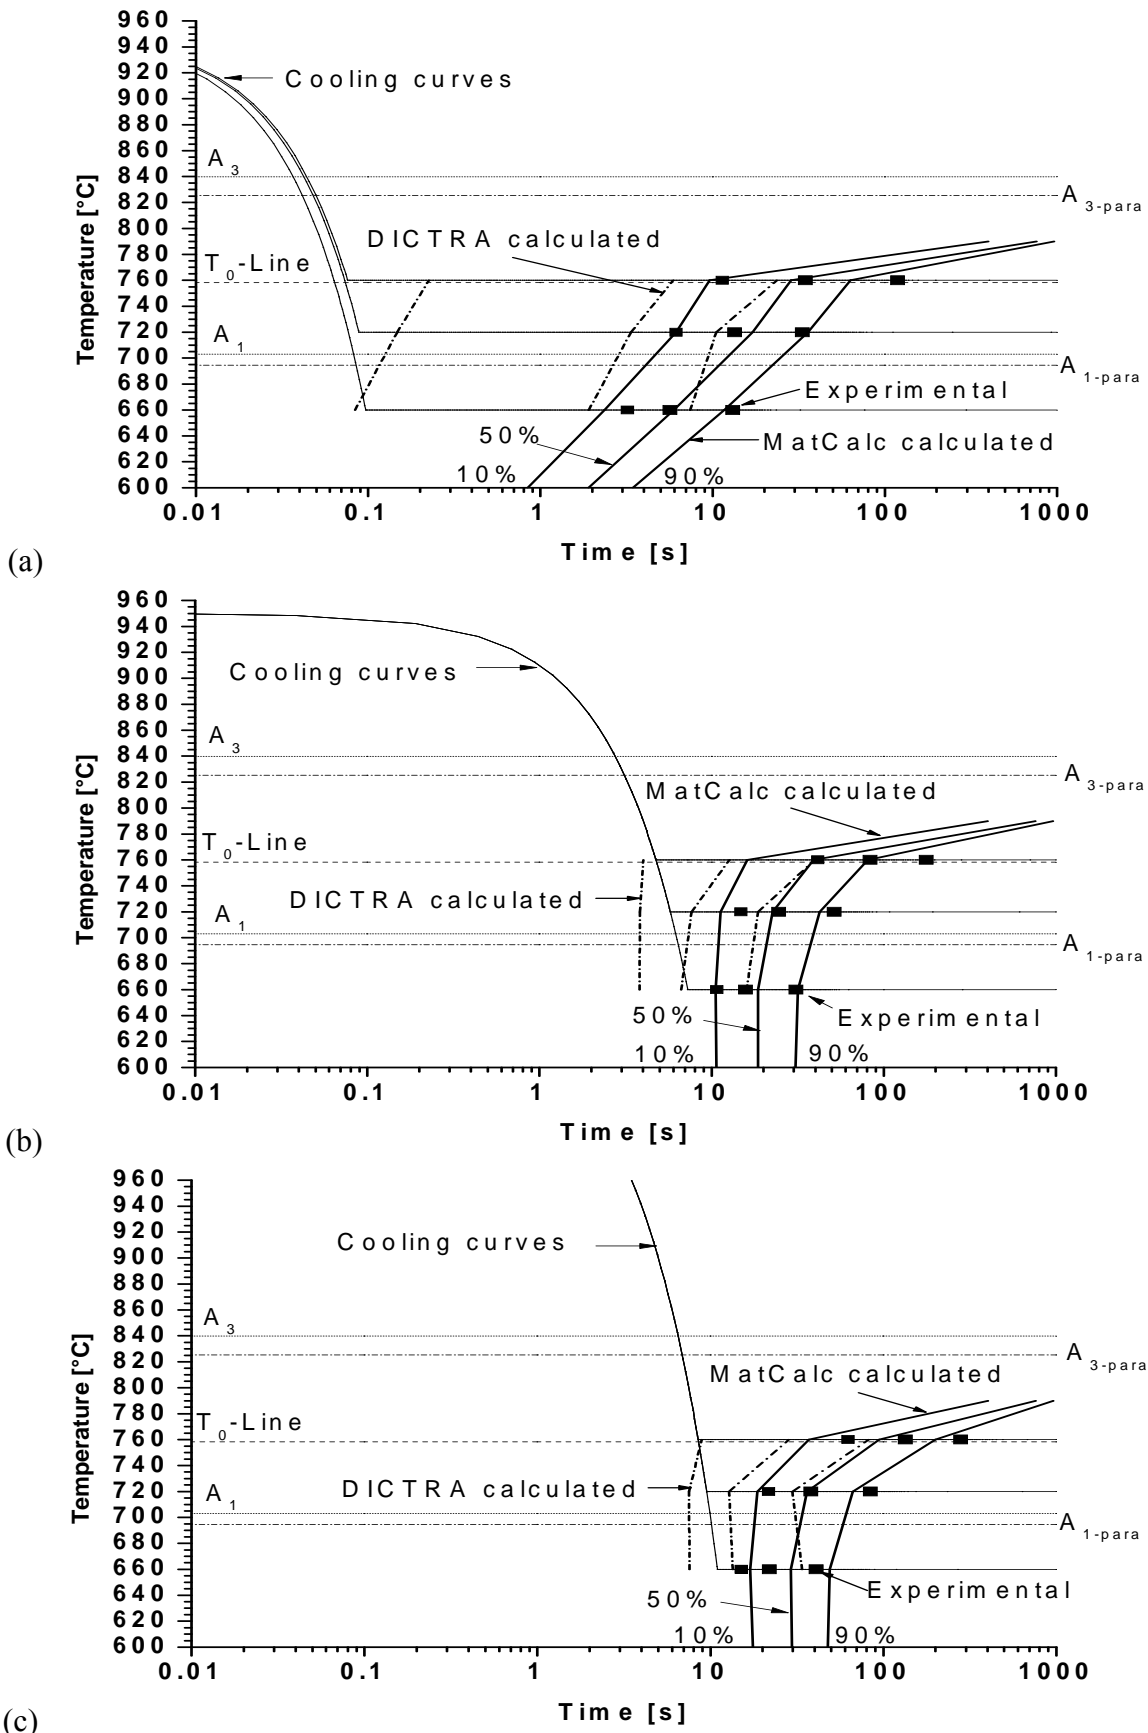 960
940
920
Cooling curves
900
880
860
A3
840
820
A3-para
800
DICTRA calculated
780
T0-Line
760
740
A1
720
700
A1-para
680
Experimental
660
50%
MatCalc calculated
640
620
10%
90%
600
0.01 0.1 1 10 100 1000
Temperature [°C]
Time [s]
(a)
960
940
920
Cooling curves
900
880
860
A3
840
820
A3-para
MatCalc calculated
800
780
T0-Line
760
740
DICTRA calculated
A1
720
700
A1-para
680
660
50%
Experimental
640
620
10%
90%
600
0.01 0.1 1 10 100 1000
Temperature [°C]
Time [s]
(b)
960
940
920
Cooling curves
900
880
860
A3
840
820
A3-para
MatCalc calculated
800
780
T0-Line
760
740
DICTRA calculated
A1
720
700
A1-para
680
660
Experimental
50%
640
620
10%
90%
600
0.01 0.1 1 10 100 1000
Temperature [°C]
Time [s]
(c)